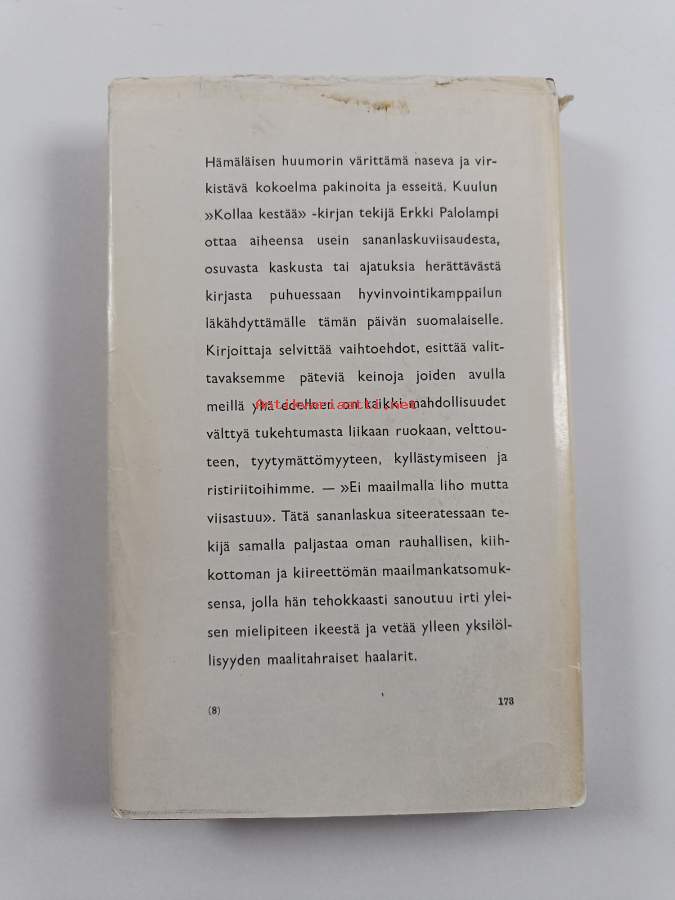 Hämäläisen huumorin värittämä naseva ja vir-
kistävä kokoelma pakinoita ja esseitä. Kuulun
»Kollaa kestää» -kirjan tekijä Erkki Palolampi
ottaa aiheensa usein sananlaskuviisaudesta,
osuvasta kaskusta tai ajatuksia herättävästä
kirjasta puhuessaan hyvinvointikamppailun
läkähdyttämälle tämän päivän suomalaiselle.
Kirjoittaja selvittää vaihtoehdot, esittää valit-
tavaksemme päteviä keinoja joiden avulla
meillä yhä edelleen on kaikki mahdollisuudet
Antikvariaatti.net
välttyä tukehtumasta liikaan ruokaan, velttou-
teen, tyytymättömyyteen, kyllästymiseen ja
ristiriitoihimme. — »Ei maailmalla liho mutta
viisastuu». Tätä sananlaskua siteeratessaan te-
kijä samalla paljastaa oman rauhallisen, kiih-
kottoman ja kiireettömän maailmankatsomuk-
sensa, jolla hän tehokkaasti sanoutuu irti ylei-
sen mielipiteen ikeestä ja vetää ylleen yksilöl-
lisyyden maalitahraiset haalarit.
(8) 173